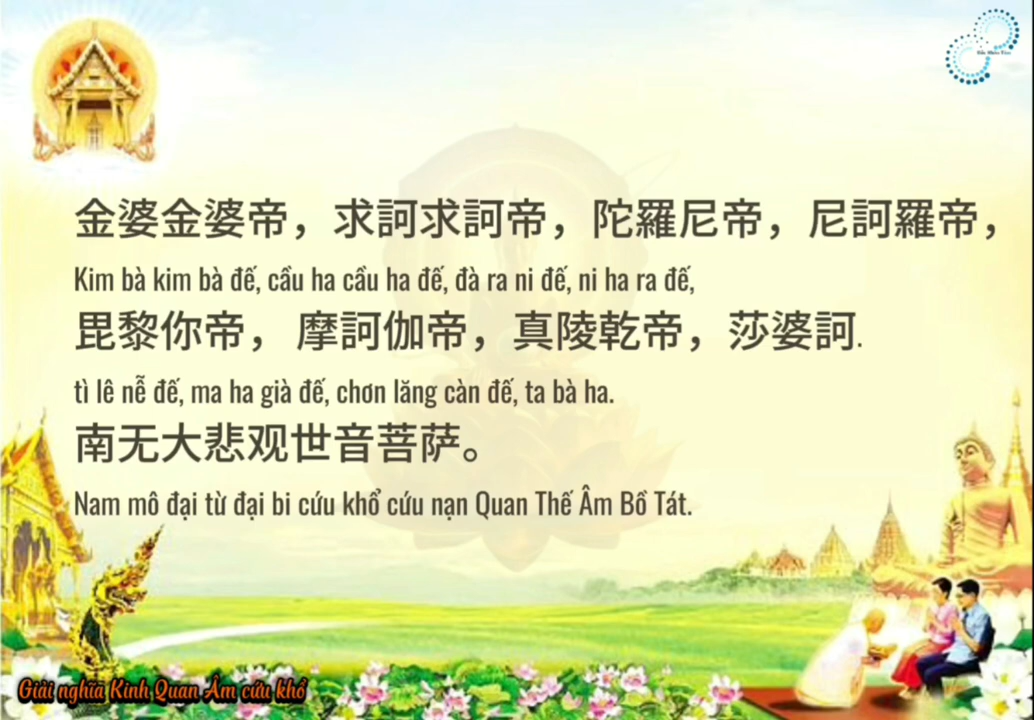 金婆金婆帝，求訶求訶帝，陀羅尼帝，尼訶羅帝，
Kim bà kim bà đế, cầu ha cầu ha đế, đà ra ni đế, ni ha ra đế,
毘黎你帝， 摩訶伽帝，真陵乾帝，莎婆訶.
tì lê nễ đế, ma ha già đế, chơn lăng càn đế, ta bà ha.
南无大悲观世音菩萨。
Nam mô đại từ đại bi cứu khổ cứu nạn Quan Thế Âm Bồ Tát.
Giải nghĩa Kinh Quan Âm cứu khổ